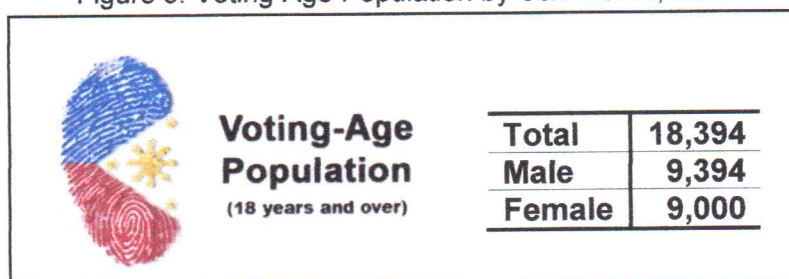 Voting-Age
Population
(18 years and over)
Total 18,394
Male 9,394
Female 9,000